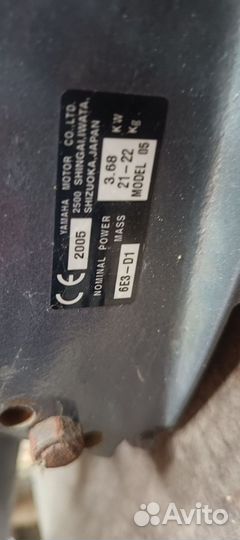 YAMAHA MOTOR CO.,LTD.
2500 SHINGAI,IWATA,
SHIZUOKA,JAPAN
CE 2005
NOMINAL POWER 3.68 KW
MASS 21-22 Kg
6E3-D1 MODEL 05
Avito